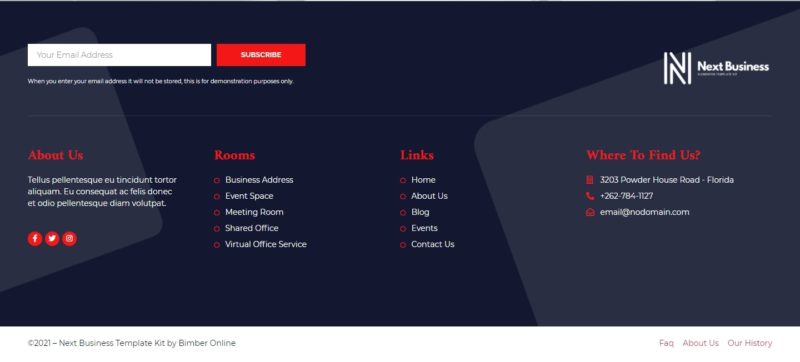 Your Email Address
SUBSCRIBE
Next Business
ELEMENTOR TEMPLATE KIT
When you enter your email address it will not be stored, this is for demonstration purposes only.
About Us
Tellus pellentesque eu tincidunt tortor
aliquam. Eu consequat ac felis donec
et odio pellentesque diam volutpat.
Rooms
Business Address
Event Space
Meeting Room
Shared Office
Virtual Office Service
Links
Home
About Us
Blog
Events
Contact Us
Where To Find Us?
3203 Powder House Road - Florida
+262-784-1127
email@nodomain.com
©2021 – Next Business Template Kit by Bimber Online
Faq About Us Our History